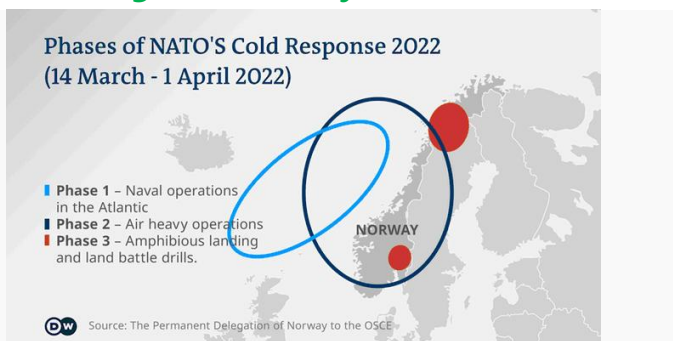 Phases of NATO'S Cold Response 2022
(14 March - 1 April 2022)
Phase 1 – Naval operations
in the Atlantic
Phase 2 – Air heavy operations
Phase 3 – Amphibious landing
and land battle drills.
NORWAY
DW Source: The Permanent Delegation of Norway to the OSCE